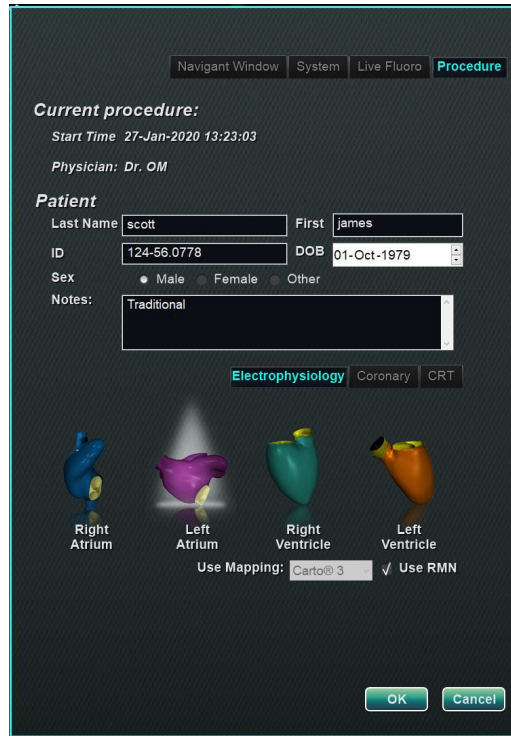 Navigant Window System Live Fluoro Procedure
Current procedure:
Start Time 27-Jan-2020 13:23:03
Physician: Dr. OM
Patient
Last Name scott First james
ID 124-56.0778 DOB 01-Oct-1979
Sex Male Female Other
Notes: Traditional
Electrophysiology Coronary CRT
Right Atrium Left Atrium Right Ventricle Left Ventricle
Use Mapping: Carto® 3 Use RMN
OK Cancel